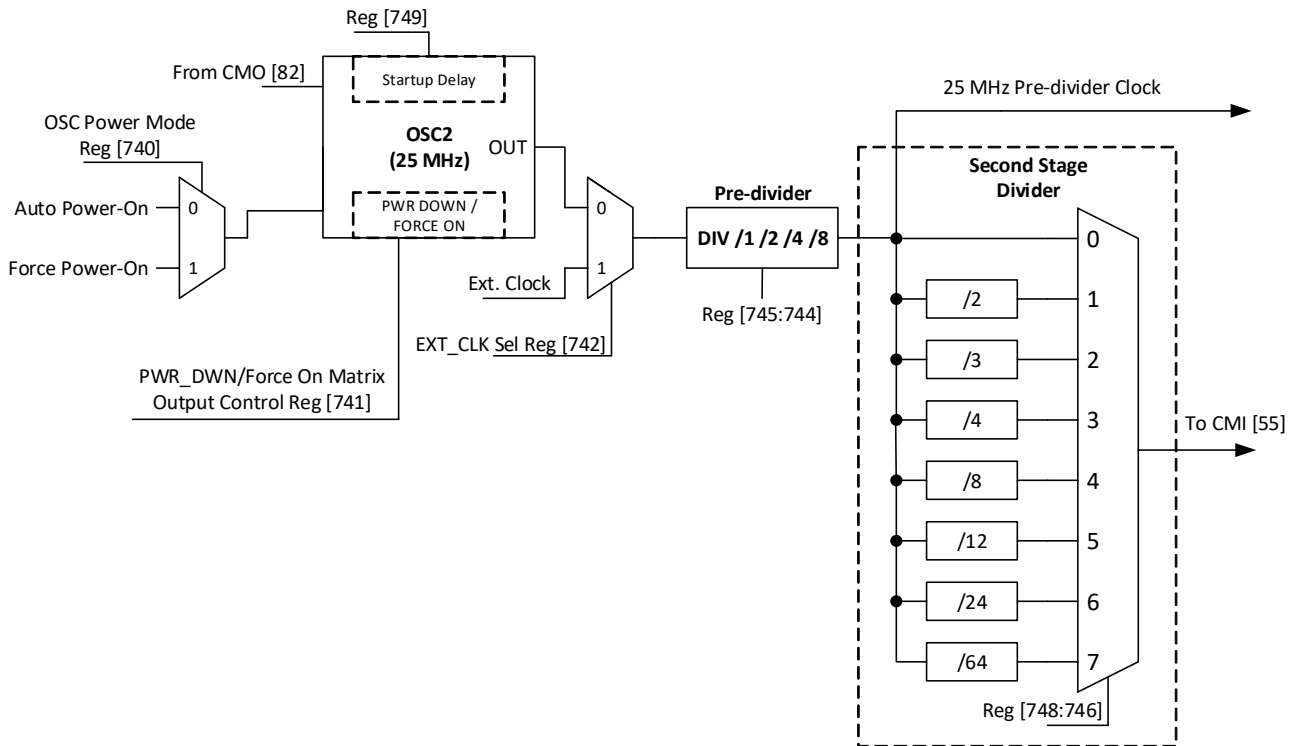 Reg [749]
From CMO [82]
Startup Delay
OSC Power Mode
Reg [740]
OSC2
(25 MHz)
OUT
Auto Power-On
0
PWR DOWN /
FORCE ON
Force Power-On
1
0
Ext. Clock
1
EXT_CLK Sel Reg [742]
PWR_DWN/Force On Matrix
Output Control Reg [741]
Pre-divider
DIV /1 /2 /4 /8
Reg [745:744]
25 MHz Pre-divider Clock
Second Stage
Divider
0
/2
1
/3
2
/4
3
/8
4
/12
5
/24
6
/64
7
To CMI [55]
Reg [748:746]